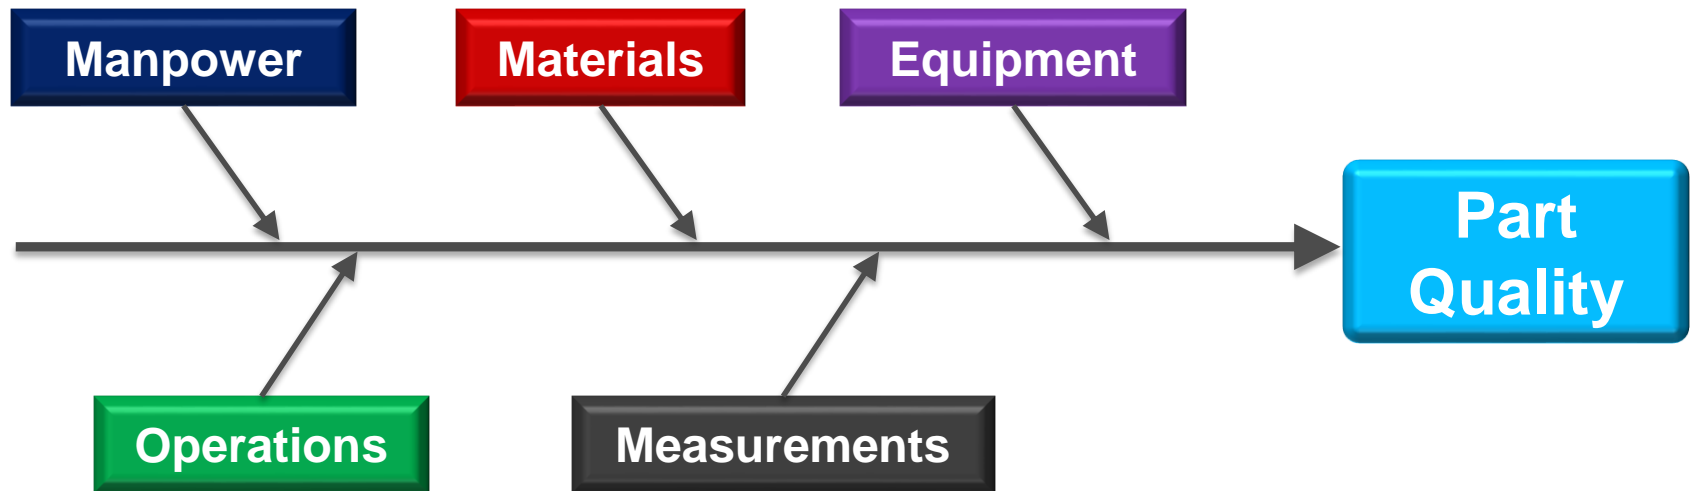 Manpower
Materials
Equipment
Part
Quality
Operations
Measurements